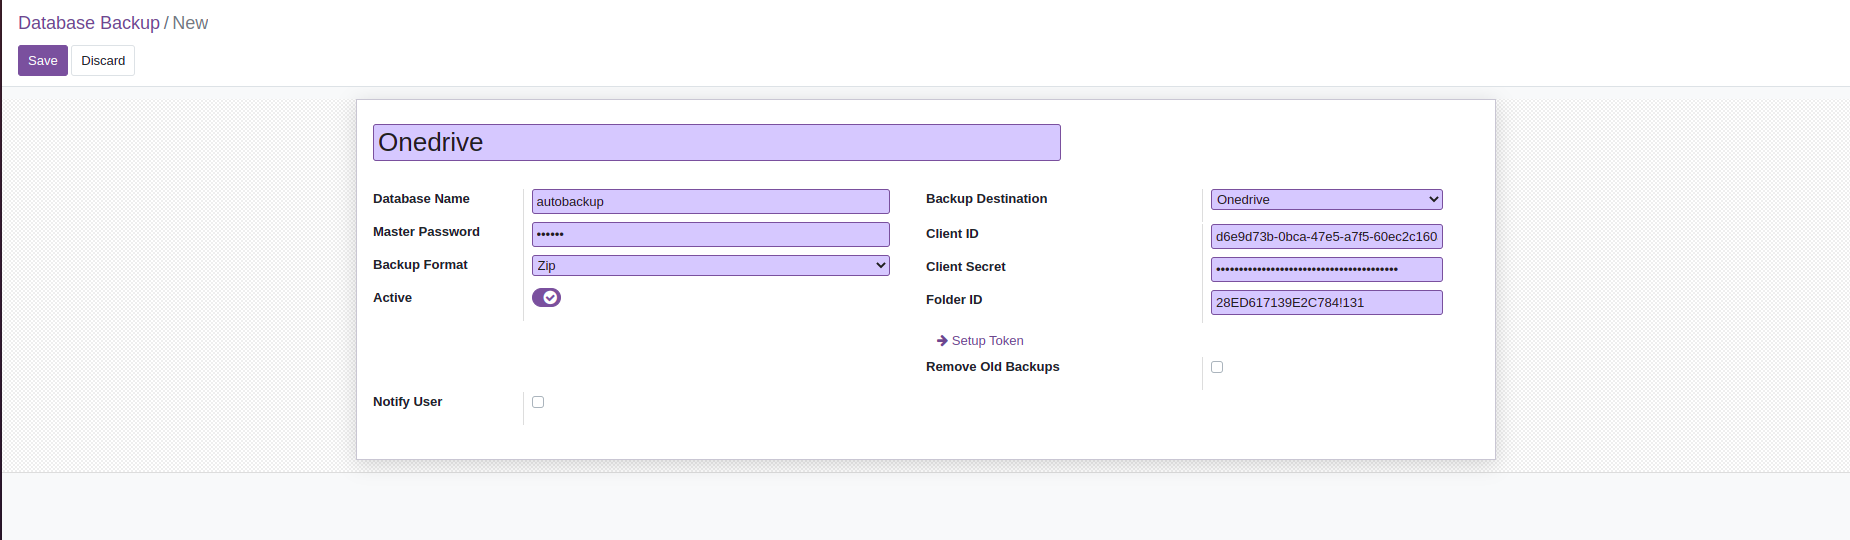 Database Backup / New
Save Discard
Onedrive
Database Name autobackup
Master Password ••••••
Backup Format Zip
Active
Notify User
Backup Destination Onedrive
Client ID d6e9d73b-0bca-47e5-a7f5-60ec2c160
Client Secret ••••••••••••••••••••••••••••••••••••••••
Folder ID 28ED617139E2C784!131
Setup Token
Remove Old Backups